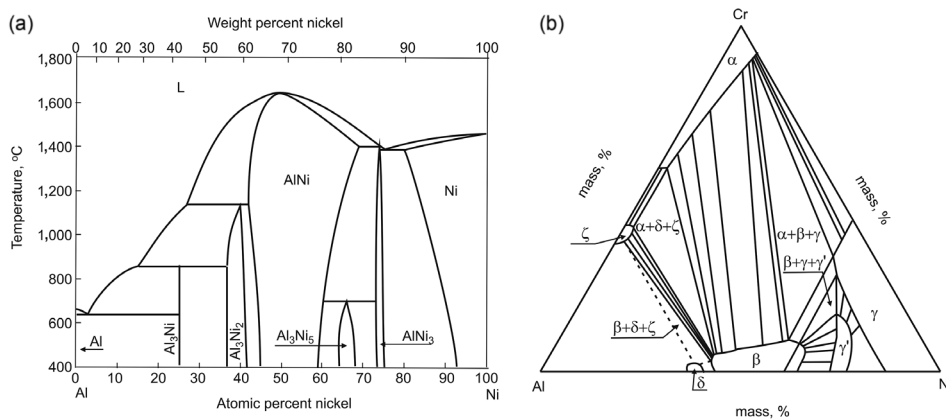 (a)
Weight percent nickel
0 10 20 30 40 50 60 70 80 90 100
1,800
1,600
1,400
1,200
1,000
800
600
400
Temperature, °C
L
AlNi
Ni
Al
Al3Ni
Al3Ni2
Al3Ni5
AlNi3
0 10 20 30 40 50 60 70 80 90 100
Al
Ni
Atomic percent nickel
(b)
Cr
α
mass, %
mass, %
ζ
α+δ+ζ
α+β+γ
β+γ+γ'
β+δ+ζ
γ
γ'
β
δ
Al
N
mass, %